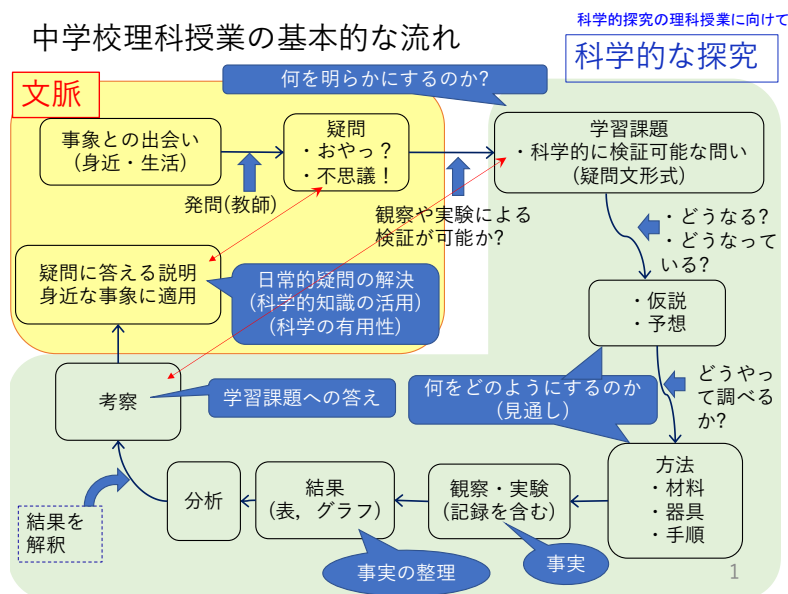 科学的探究の理科授業に向けて
中学校理科授業の基本的な流れ
科学的な探究
何を明らかにするのか?
文脈
事象との出会い
(身近・生活)
疑問
・おやっ？
・不思議！
学習課題
・科学的に検証可能な問い
(疑問文形式)
発問(教師)
観察や実験による
検証が可能か?
・どうなる?
・どうなって
いる?
疑問に答える説明
身近な事象に適用
日常的疑問の解決
(科学的知識の活用)
(科学の有用性)
・仮説
・予想
考察
学習課題への答え
何をどのようにするのか
(見通し)
どうやっ
て調べる
か?
方法
・材料
・器具
・手順
観察・実験
(記録を含む)
結果
(表，グラフ)
分析
結果を
解釈
事実の整理
事実
1